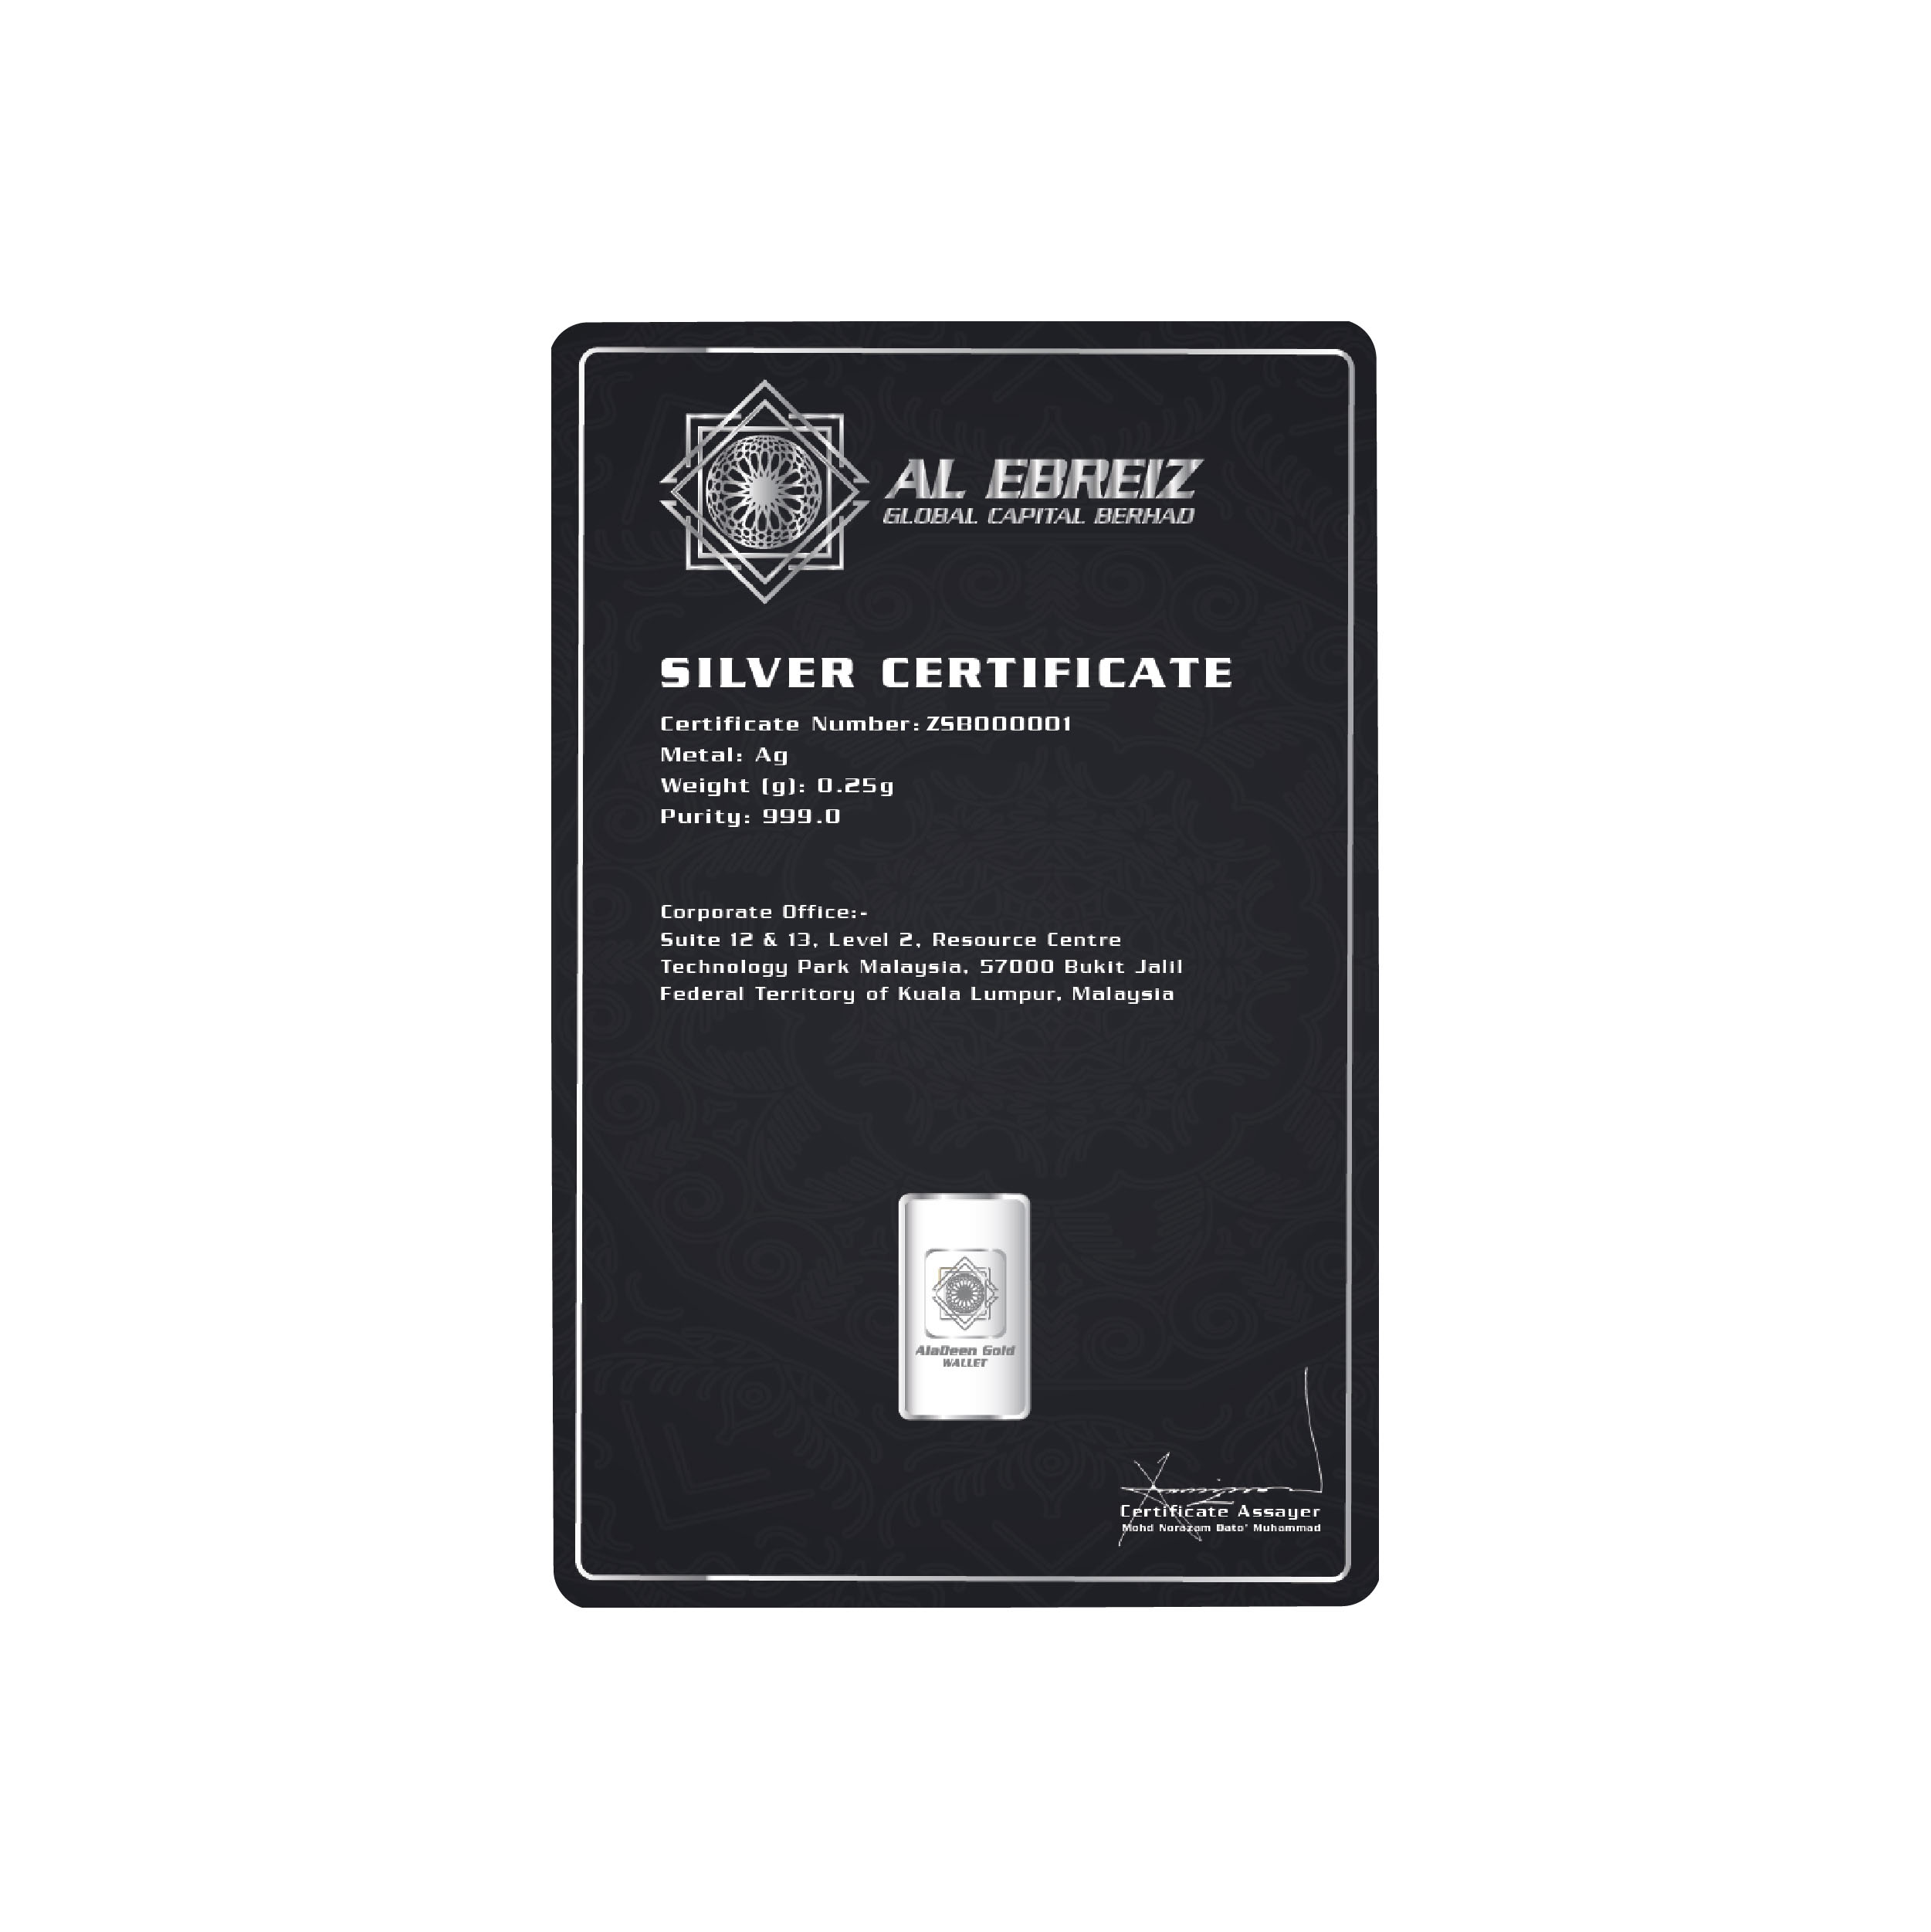 AL EBREIZ
GLOBAL CAPITAL BERHAD
SILVER CERTIFICATE
Certificate Number: ZSB000001
Metal: Ag
Weight (g): 0.25g
Purity: 999.0
Corporate Office:-
Suite 12 & 13, Level 2, Resource Centre
Technology Park Malaysia, 57000 Bukit Jalil
Federal Territory of Kuala Lumpur, Malaysia
AlaDeen Gold
WALLET
Certificate Assayer
Mohd Norazam Dato' Muhammad